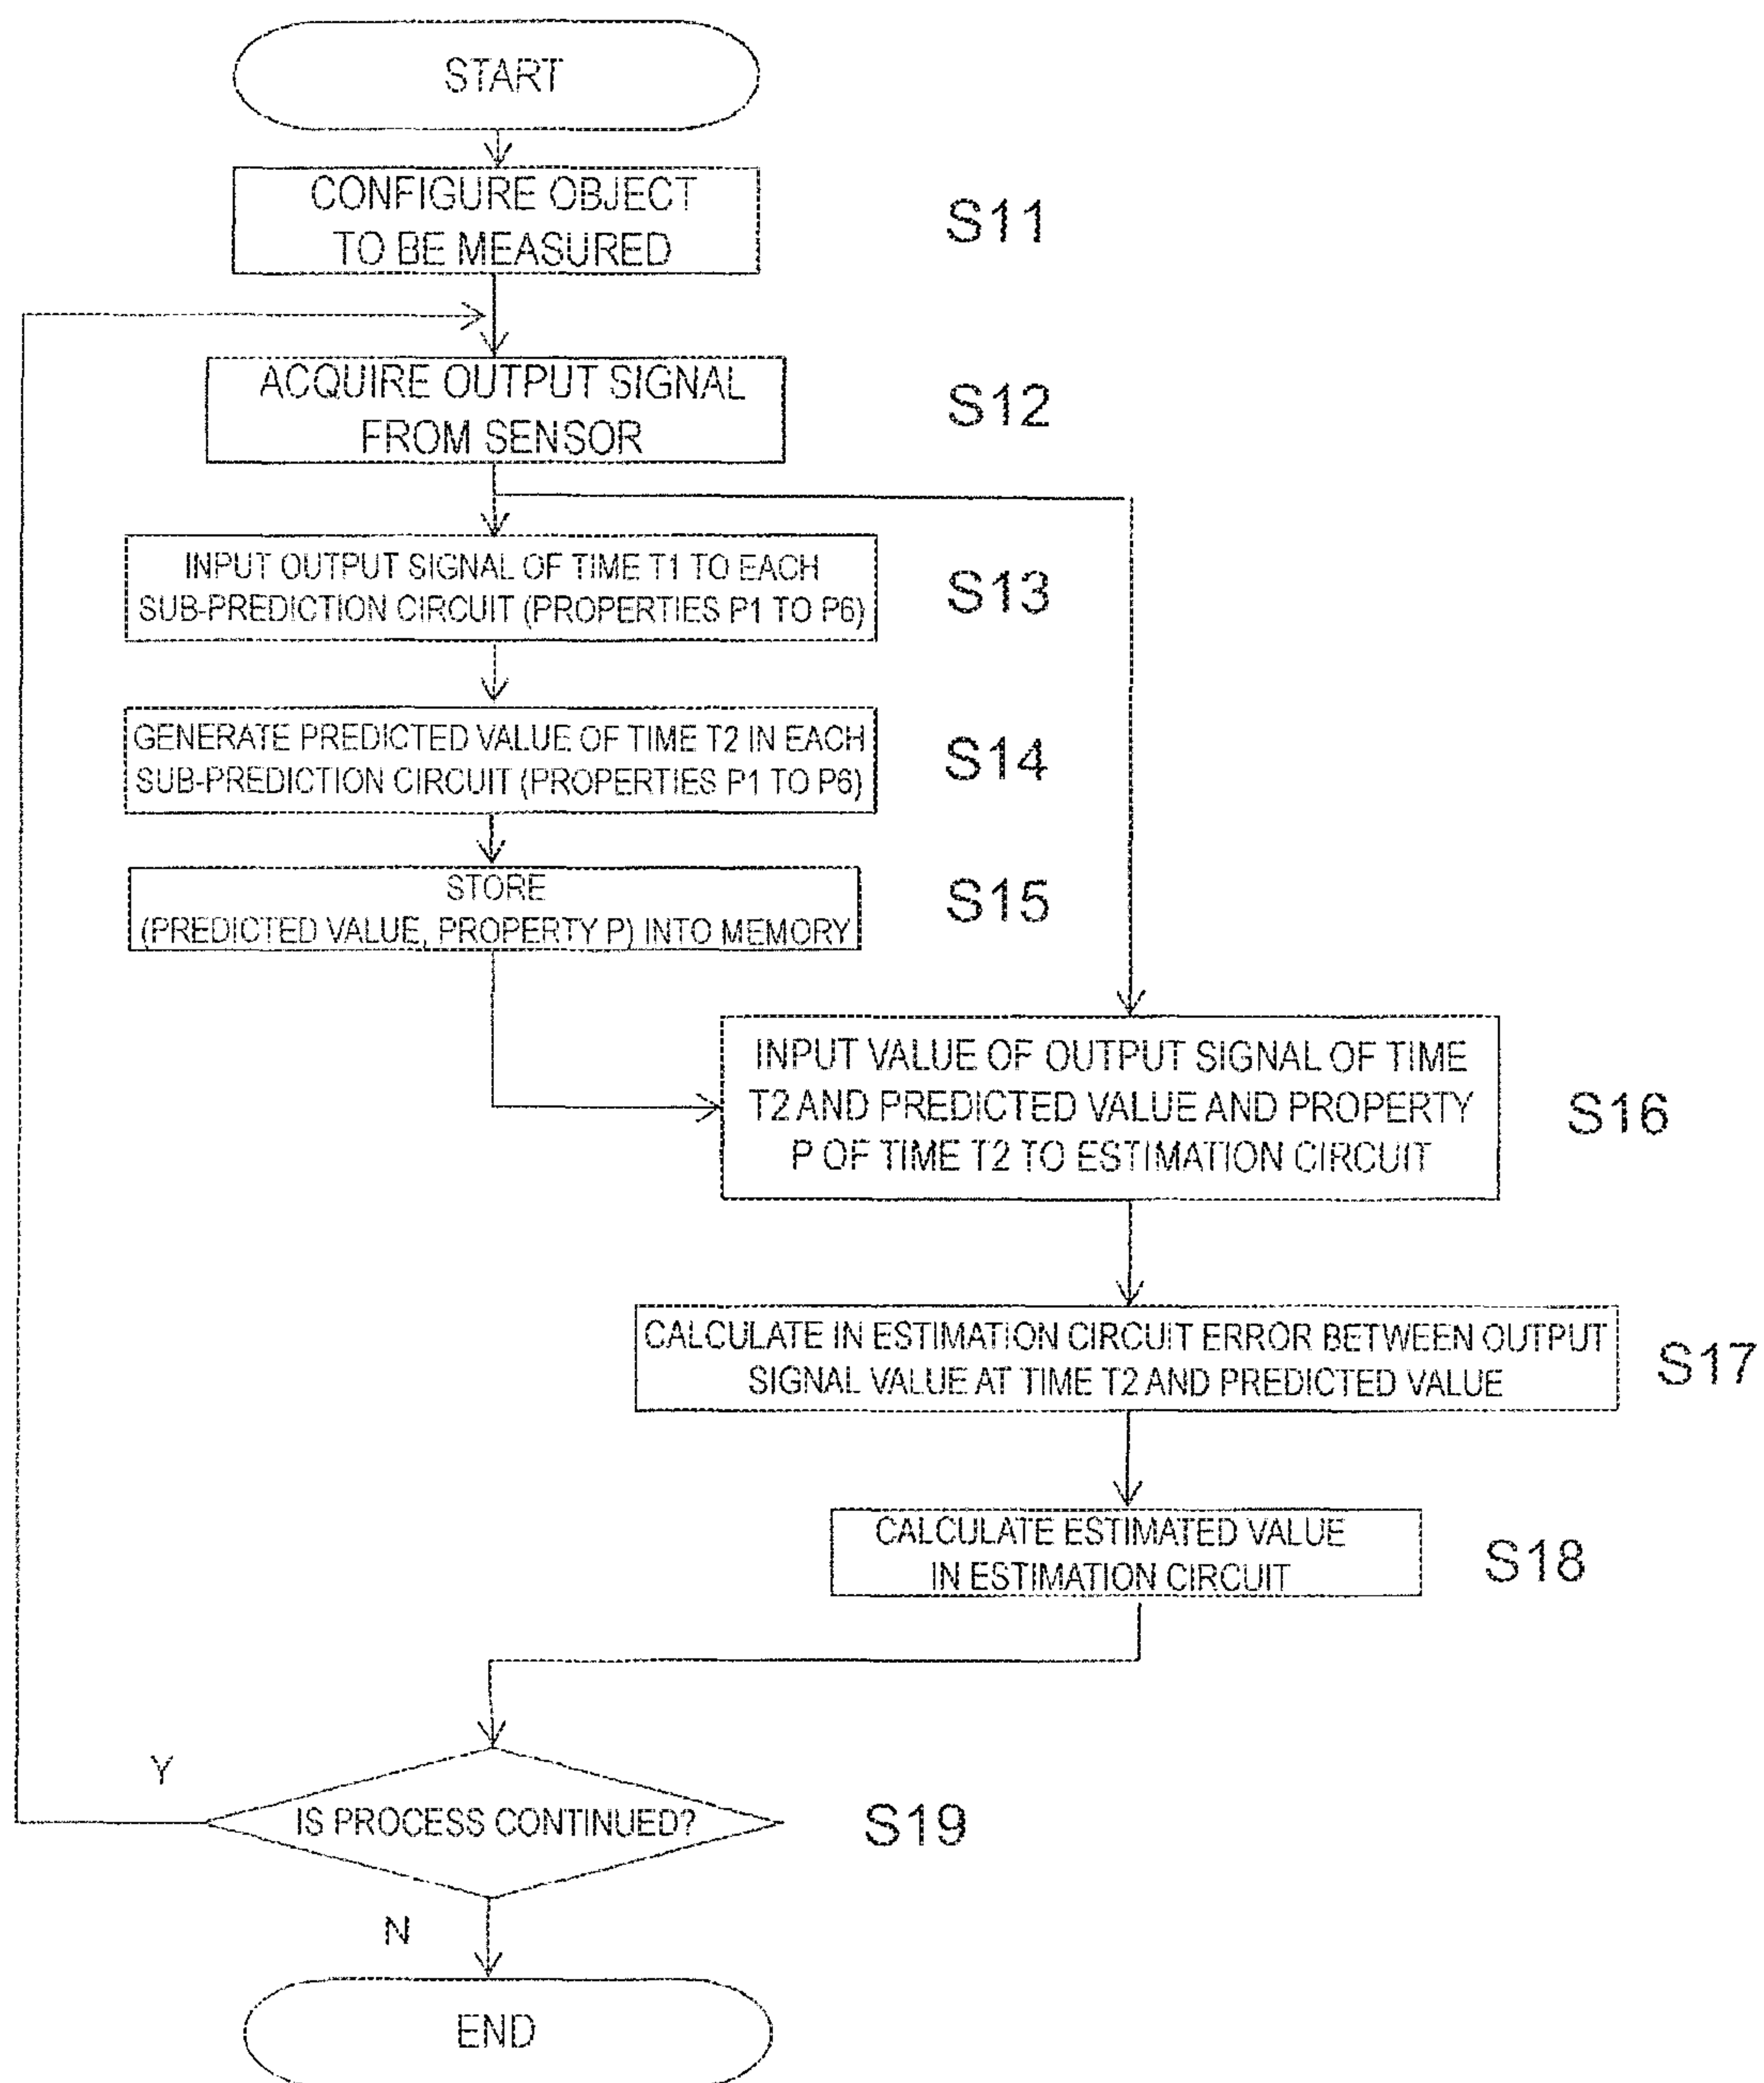 START
CONFIGURE OBJECT
TO BE MEASURED
S11
ACQUIRE OUTPUT SIGNAL
FROM SENSOR
S12
INPUT OUTPUT SIGNAL OF TIME T1 TO EACH
SUB-PREDICTION CIRCUIT (PROPERTIES P1 TO P6)
S13
GENERATE PREDICTED VALUE OF TIME T2 IN EACH
SUB-PREDICTION CIRCUIT (PROPERTIES P1 TO P6)
S14
STORE
(PREDICTED VALUE, PROPERTY P) INTO MEMORY
S15
INPUT VALUE OF OUTPUT SIGNAL OF TIME
T2 AND PREDICTED VALUE AND PROPERTY
P OF TIME T2 TO ESTIMATION CIRCUIT
S16
CALCULATE IN ESTIMATION CIRCUIT ERROR BETWEEN OUTPUT
SIGNAL VALUE AT TIME T2 AND PREDICTED VALUE
S17
CALCULATE ESTIMATED VALUE
IN ESTIMATION CIRCUIT
S18
Y
IS PROCESS CONTINUED?
S19
N
END